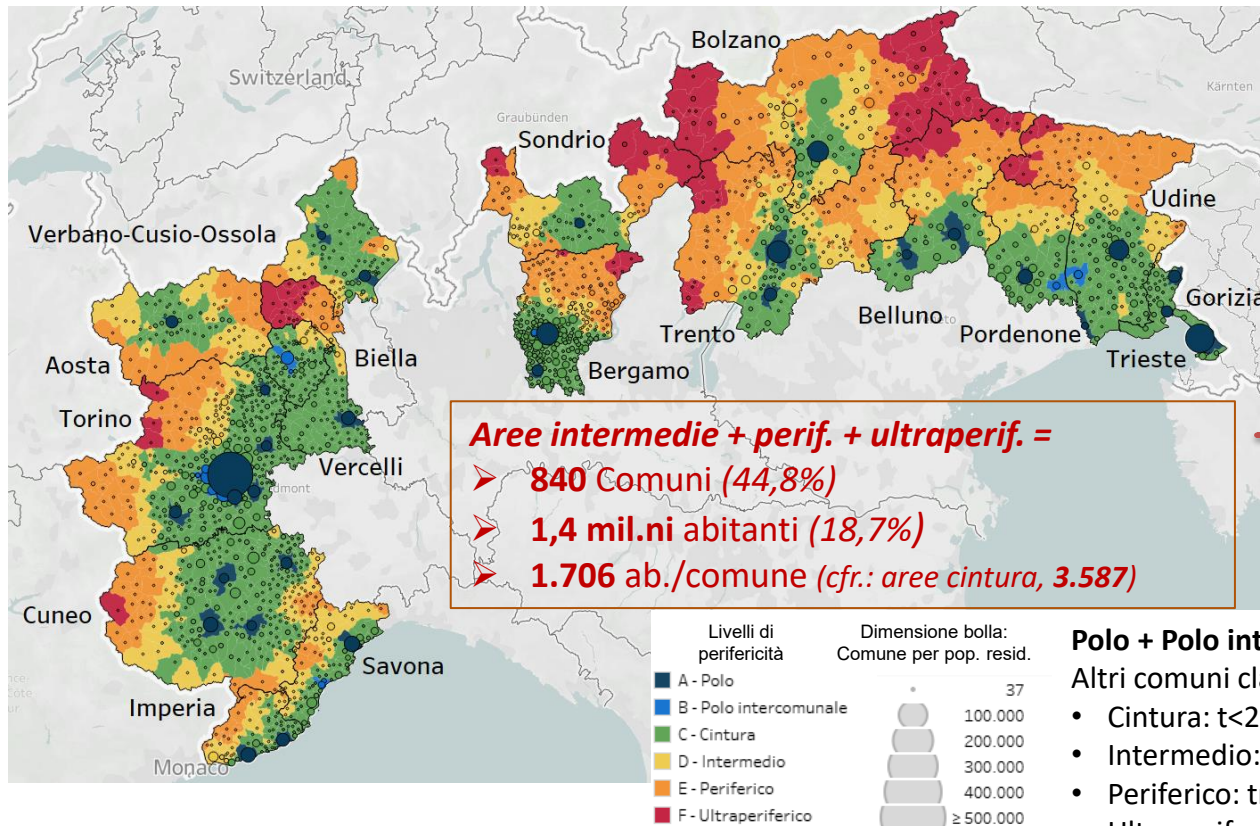 Bolzano
Switzerland
Kärnten
Graubünden
Sondrio
Udine
Verbano-Cusio-Ossola
Gorizia
Trento
Belluno
Pordenone
Aosta
Biella
Bergamo
Trieste
Torino
Vercelli
Aree intermedie + perif. + ultraperif. =
➢ 840 Comuni (44,8%)
➢ 1,4 mil.ni abitanti (18,7%)
➢ 1.706 ab./comune (cfr.: aree cintura, 3.587)
Cuneo
Savona
Imperia
Monaco
Livelli di
perifericità
A - Polo
B - Polo intercomunale
C - Cintura
D - Intermedio
E - Periferico
F - Ultraperiferico
Dimensione bolla:
Comune per pop. resid.
37
100.000
200.000
300.000
400.000
≥ 500.000
Polo + Polo int
Altri comuni cla
• Cintura: t<2
• Intermedio:
• Periferico: t